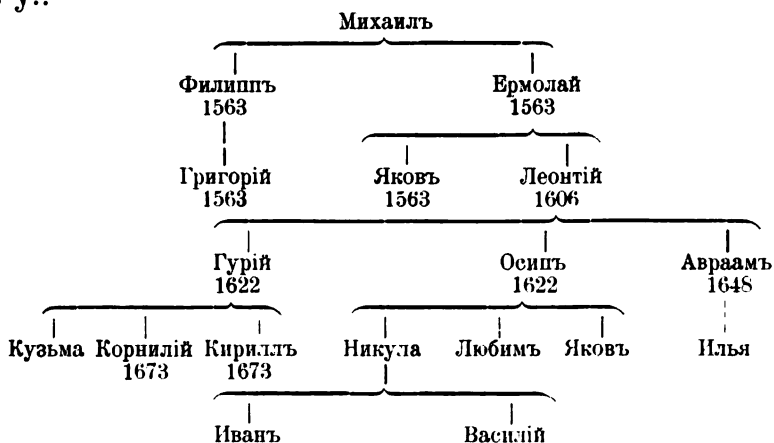 Михаилъ
Филиппъ Ермолай
1563 1563
Григорій Яковъ Леонтій
1563 1563 1606
Гурій Осипъ Авраамъ
1622 1622 1648
Кузьма Корнилій Кириллъ Никула Любимъ Яковъ Илья
1673 1673
Иванъ Василій